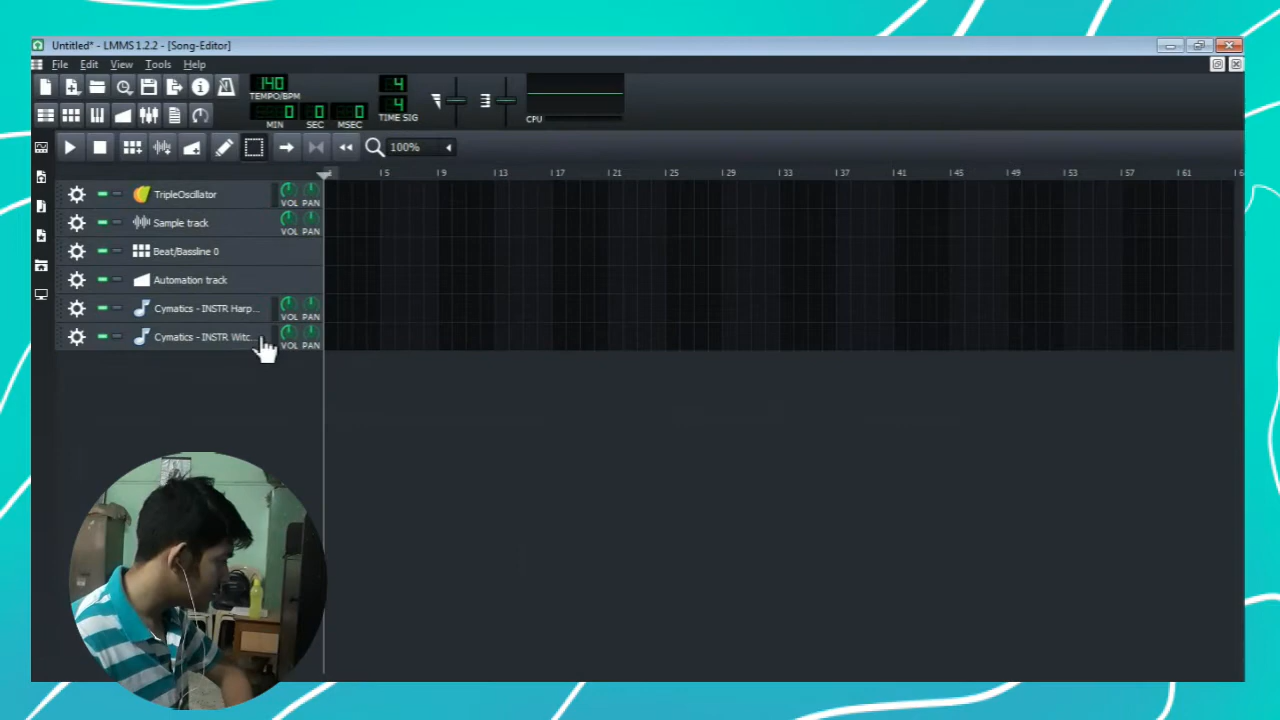 Untitled* - LMMS 1.2.2 - [Song-Editor]
File Edit View Tools Help
140
TEMPO/BPM
0 0 0
MIN SEC MSEC
4
4
TIME SIG
CPU
100%
5 9 13 17 21 25 29 33 37 41 45 49 53 57 61
TripleOscillator
VOL PAN
Sample track
VOL PAN
Beat/Bassline 0
Automation track
Cymatics - INSTR Harp...
VOL PAN
Cymatics - INSTR Witc...
VOL PAN